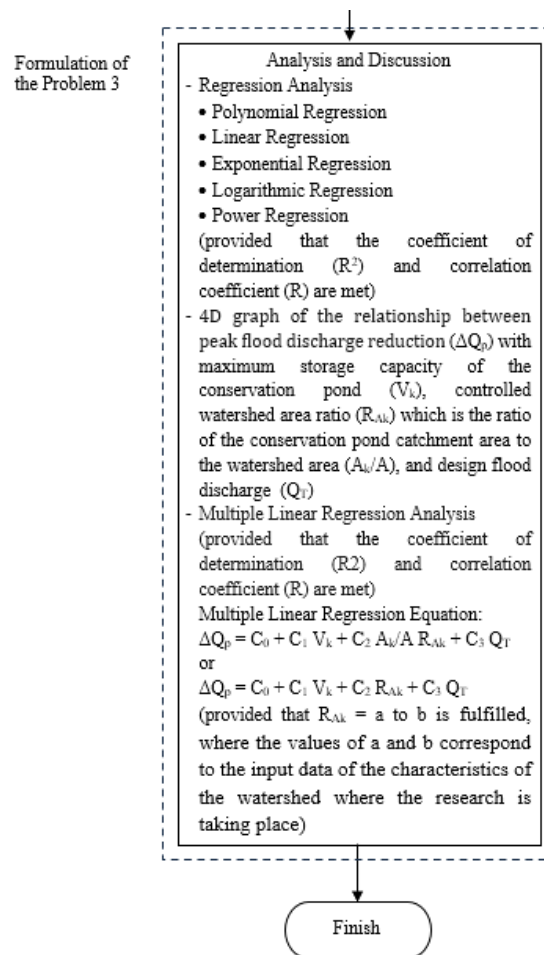 Formulation of
the Problem 3
Analysis and Discussion
- Regression Analysis
• Polynomial Regression
• Linear Regression
• Exponential Regression
• Logarithmic Regression
• Power Regression
(provided that the coefficient of
determination (R²) and correlation
coefficient (R) are met)
- 4D graph of the relationship between
peak flood discharge reduction (ΔQₚ) with
maximum storage capacity of the
conservation pond (Vₖ), controlled
watershed area ratio (R_Ak) which is the ratio
of the conservation pond catchment area to
the watershed area (Aₖ/A), and design flood
discharge (Q_T)
- Multiple Linear Regression Analysis
(provided that the coefficient of
determination (R2) and correlation
coefficient (R) are met)
Multiple Linear Regression Equation:
ΔQₚ = C₀ + C₁ Vₖ + C₂ Aₖ/A R_Ak + C₃ Q_T
or
ΔQₚ = C₀ + C₁ Vₖ + C₂ R_Ak + C₃ Q_T
(provided that R_Ak = a to b is fulfilled,
where the values of a and b correspond
to the input data of the characteristics of
the watershed where the research is
taking place)
Finish